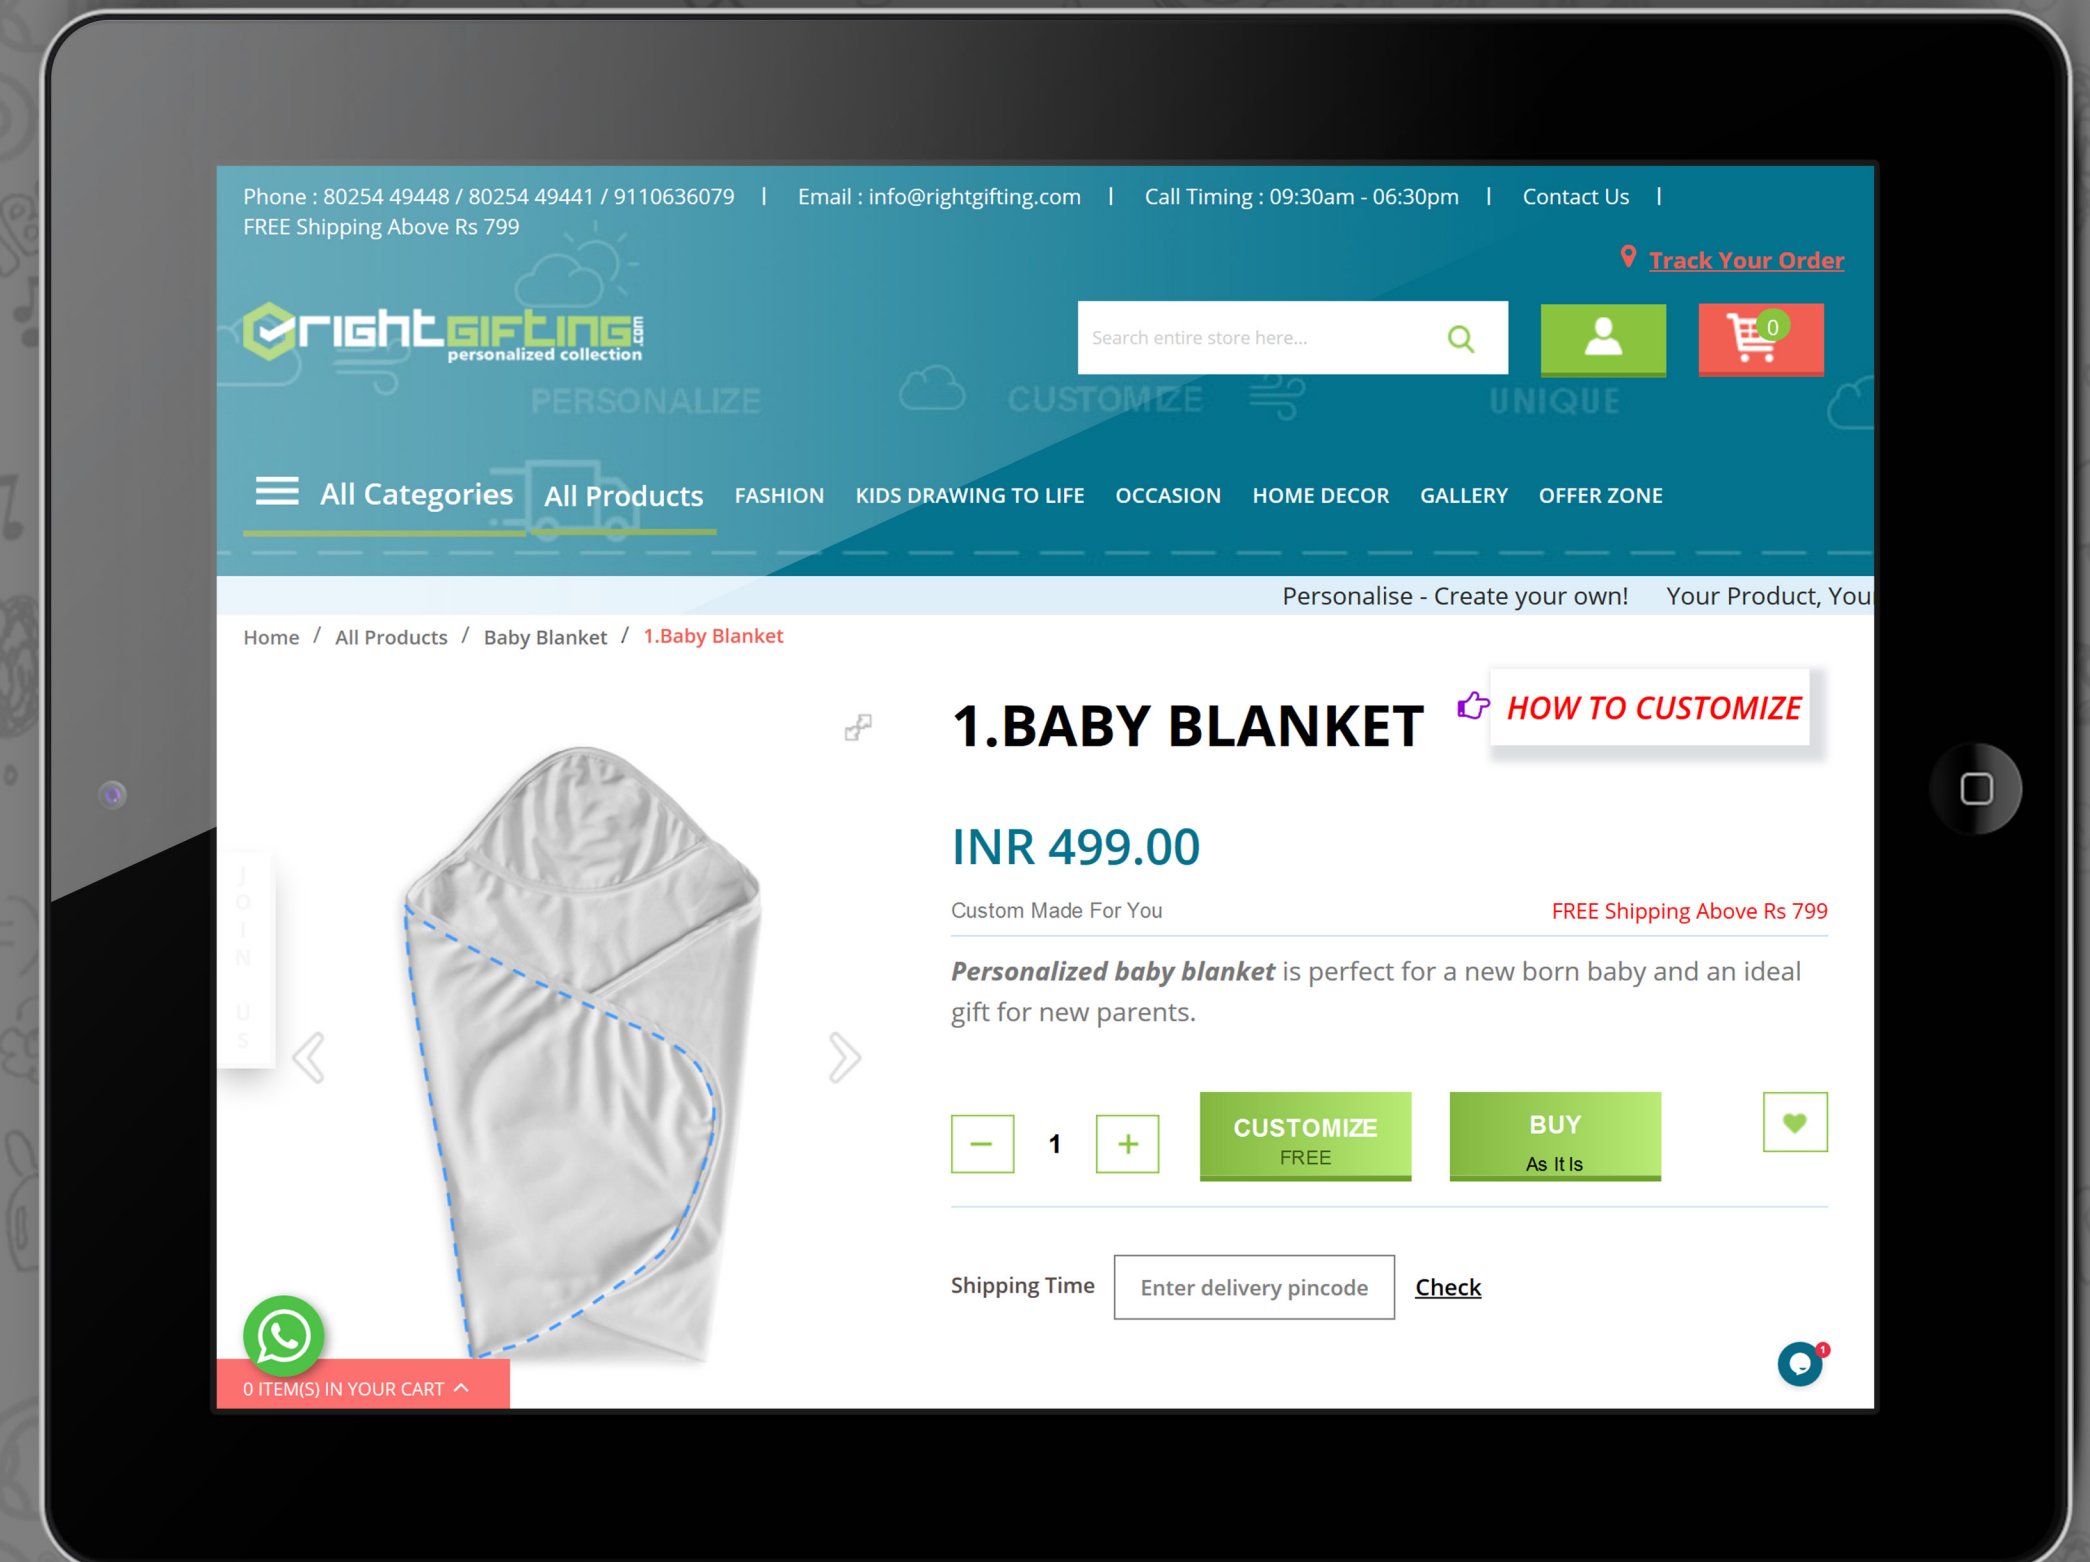 Phone : 80254 49448 / 80254 49441 / 9110636079 | Email : info@rightgifting.com | Call Timing : 09:30am - 06:30pm | Contact Us |
FREE Shipping Above Rs 799
Track Your Order
rightGIFTING.com
personalized collection
Search entire store here...
0
PERSONALIZE CUSTOMIZE UNIQUE
All Categories All Products FASHION KIDS DRAWING TO LIFE OCCASION HOME DECOR GALLERY OFFER ZONE
Personalise - Create your own! Your Product, You
Home / All Products / Baby Blanket / 1.Baby Blanket
1.BABY BLANKET
HOW TO CUSTOMIZE
INR 499.00
Custom Made For You
FREE Shipping Above Rs 799
Personalized baby blanket is perfect for a new born baby and an ideal
gift for new parents.
JOIN US
− 1 +
CUSTOMIZE
FREE
BUY
As It Is
Shipping Time
Enter delivery pincode
Check
1
0 ITEM(S) IN YOUR CART